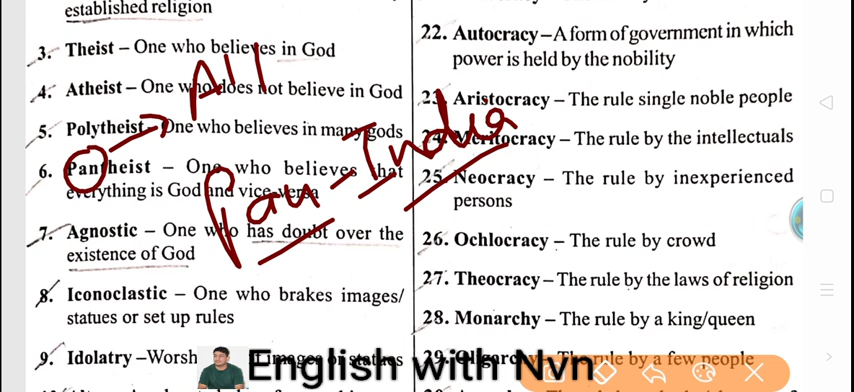 established religion
3. Theist – One who believes in God
4. Atheist – One who does not believe in God
5. Polytheist – One who believes in many gods
6. Pantheist – One who believes that
everything is God and vice-versa
7. Agnostic – One who has doubt over the
existence of God
8. Iconoclastic – One who brakes images/
statues or set up rules
9. Idolatry – Worsh images or statues
All
Pan - India
22. Autocracy – A form of government in which
power is held by the nobility
23. Aristocracy – The rule single noble people
24. Meritocracy – The rule by the intellectuals
25. Neocracy – The rule by inexperienced
persons
26. Ochlocracy – The rule by crowd
27. Theocracy – The rule by the laws of religion
28. Monarchy – The rule by a king/queen
29. Oligarchy – The rule by a few people
English with Nvn